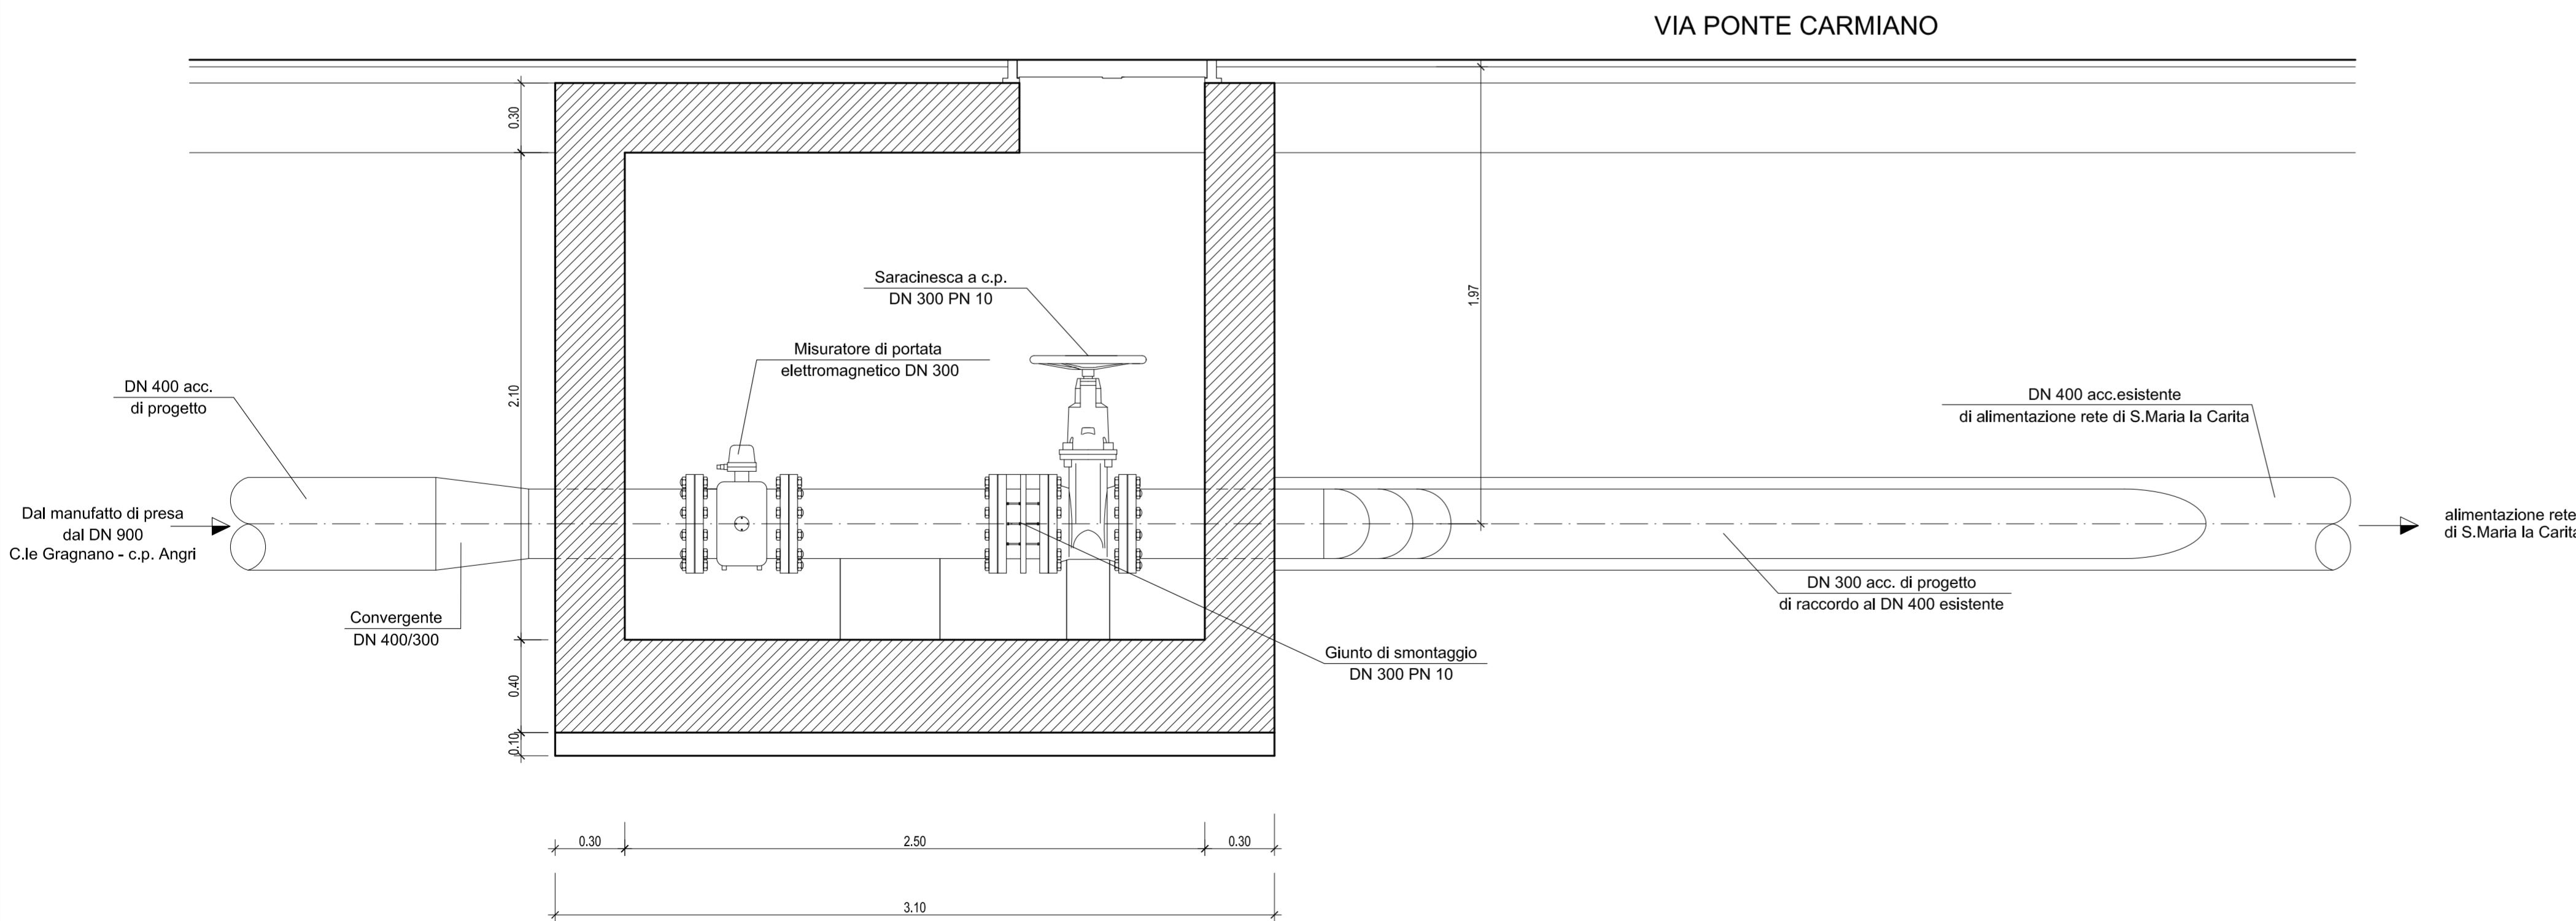 VIA PONTE CARMIANO
0.30
2.10
0.40
0.10
1.97
Saracinesca a c.p.
DN 300 PN 10
Misuratore di portata
elettromagnetico DN 300
DN 400 acc.
di progetto
Dal manufatto di presa
dal DN 900
C.le Gragnano - c.p. Angri
Convergente
DN 400/300
DN 400 acc.esistente
di alimentazione rete di S.Maria la Carita
alimentazione rete
di S.Maria la Carita
DN 300 acc. di progetto
di raccordo al DN 400 esistente
Giunto di smontaggio
DN 300 PN 10
0.30
2.50
0.30
3.10